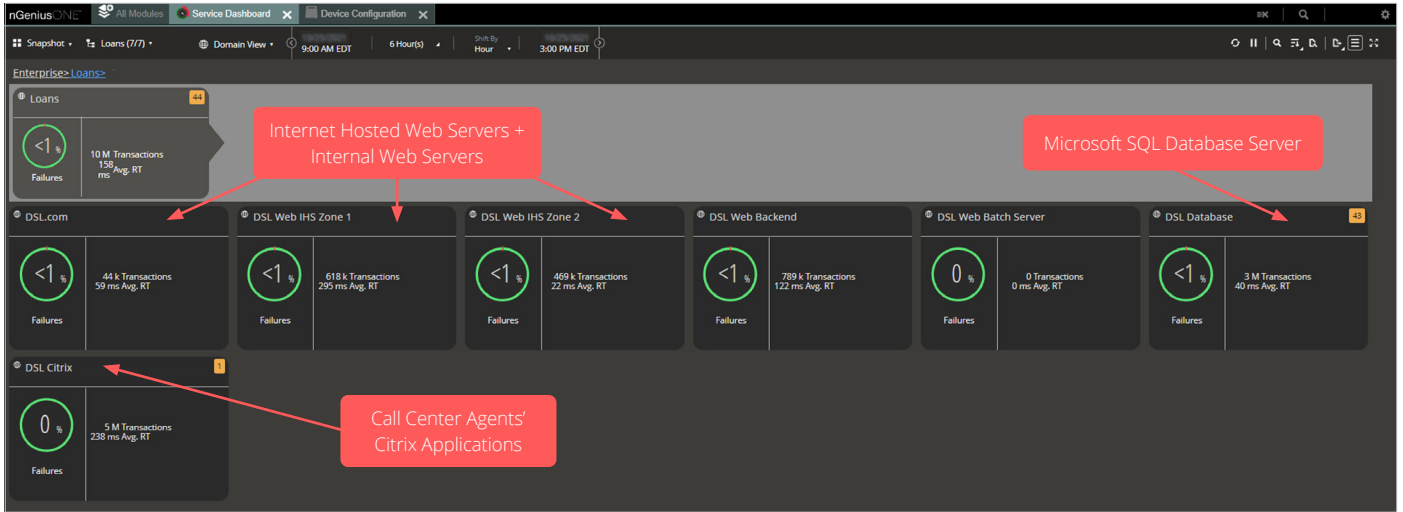 nGeniusONE™ All Modules Service Dashboard Device Configuration
Snapshot Loans (7/7) Domain View 9:00 AM EDT 6 Hour(s) Shift By Hour 3:00 PM EDT
Enterprise> Loans>
Loans 44
<1 %
Failures
10 M Transactions
158 ms Avg. RT
Internet Hosted Web Servers +
Internal Web Servers
Microsoft SQL Database Server
DSL.com
<1 %
Failures
44 k Transactions
59 ms Avg. RT
DSL Web IHS Zone 1
<1 %
Failures
618 k Transactions
295 ms Avg. RT
DSL Web IHS Zone 2
<1 %
Failures
469 k Transactions
22 ms Avg. RT
DSL Web Backend
<1 %
Failures
789 k Transactions
122 ms Avg. RT
DSL Web Batch Server
0 %
Failures
0 Transactions
0 ms Avg. RT
DSL Database 43
<1 %
Failures
3 M Transactions
40 ms Avg. RT
DSL Citrix 1
0 %
Failures
5 M Transactions
238 ms Avg. RT
Call Center Agents’
Citrix Applications